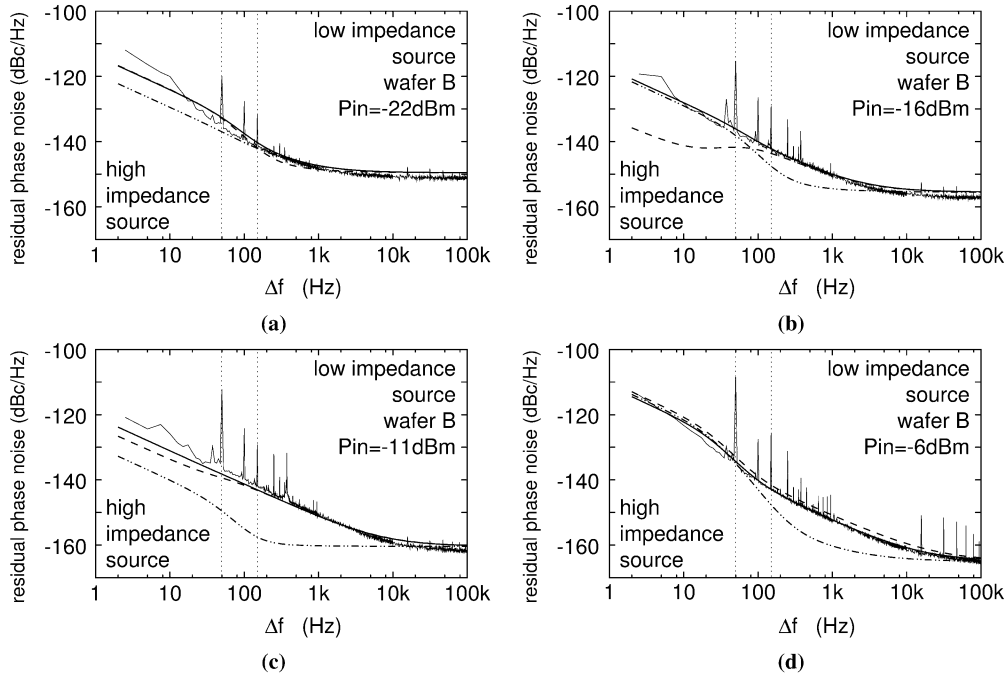 -100
-120
-140
-160
residual phase noise (dBc/Hz)
low impedance
source
wafer B
Pin=-22dBm
high
impedance
source
1
10
100
1k
10k
100k
Δf (Hz)
(a)
-100
-120
-140
-160
residual phase noise (dBc/Hz)
low impedance
source
wafer B
Pin=-16dBm
high
impedance
source
1
10
100
1k
10k
100k
Δf (Hz)
(b)
-100
-120
-140
-160
residual phase noise (dBc/Hz)
low impedance
source
wafer B
Pin=-11dBm
high
impedance
source
1
10
100
1k
10k
100k
Δf (Hz)
(c)
-100
-120
-140
-160
residual phase noise (dBc/Hz)
low impedance
source
wafer B
Pin=-6dBm
high
impedance
source
1
10
100
1k
10k
100k
Δf (Hz)
(d)